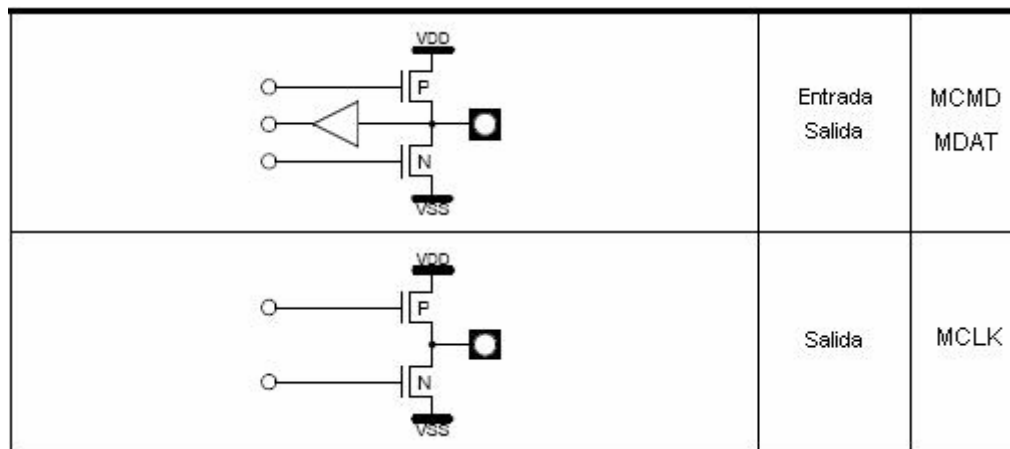 VDD
P
N
VSS
Entrada
Salida
MCMD
MDAT
VDD
P
N
VSS
Salida
MCLK